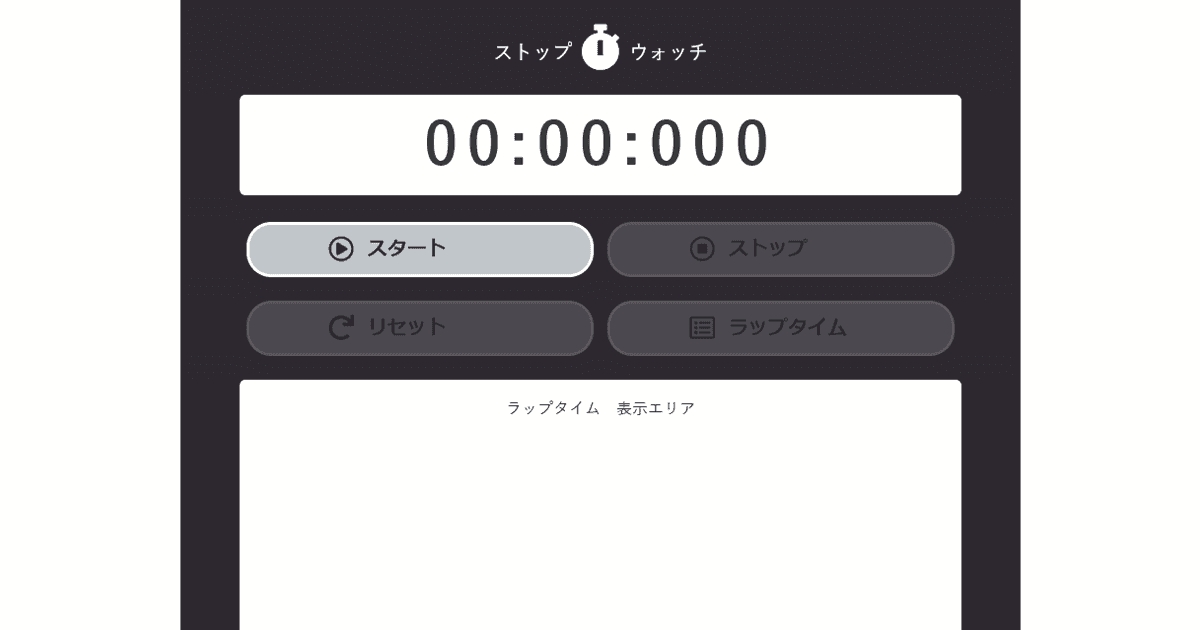 ストップ ウォッチ
00:00:000
スタート ストップ
リセット ラップタイム
ラップタイム　表示エリア